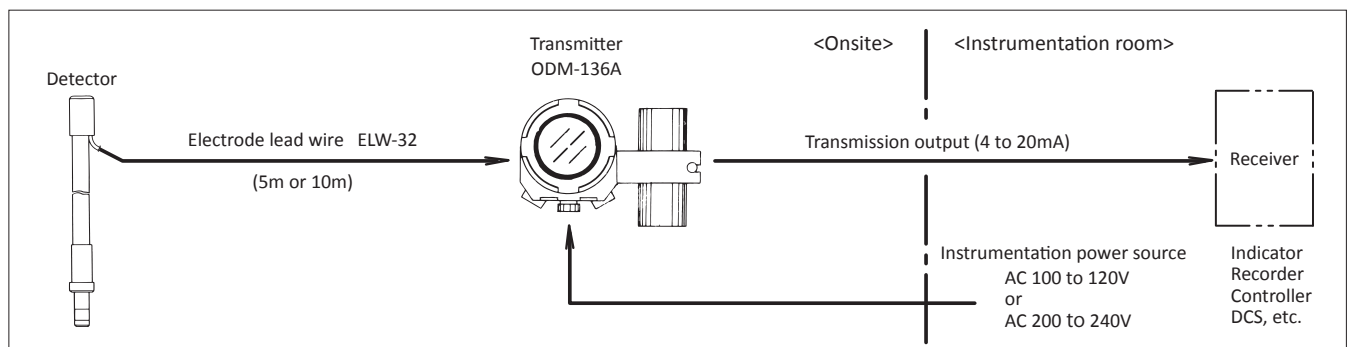 Detector
Electrode lead wire ELW-32
(5m or 10m)
Transmitter
ODM-136A
<Onsite>
<Instrumentation room>
Transmission output (4 to 20mA)
Receiver
Instrumentation power source
AC 100 to 120V
or
AC 200 to 240V
Indicator
Recorder
Controller
DCS, etc.